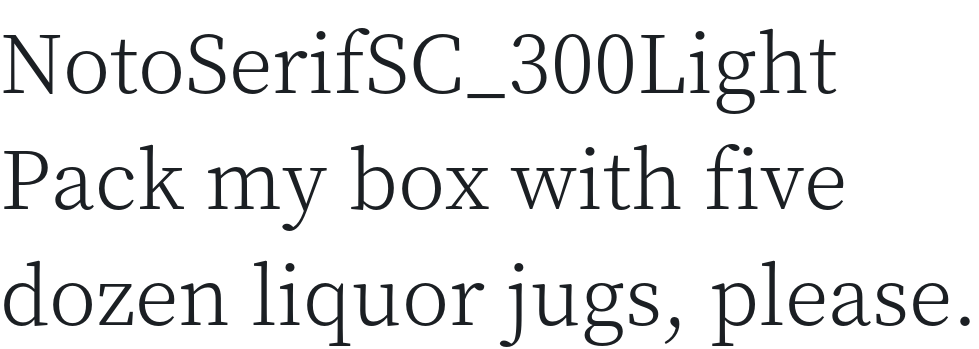 NotoSerifSC_300Light
Pack my box with five
dozen liquor jugs, please.